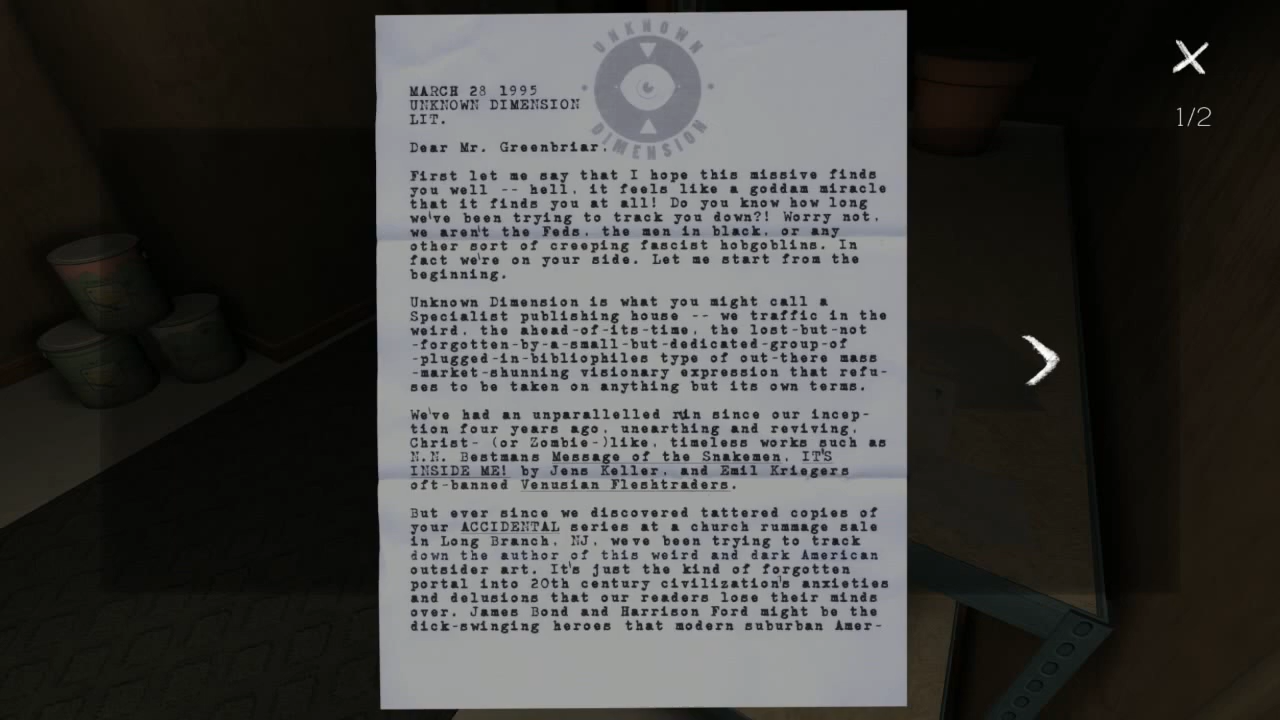 UNKNOWN
DIMENSION
MARCH 28 1995
UNKNOWN DIMENSION
LIT.
Dear Mr. Greenbriar,
First let me say that I hope this missive finds
you well -- hell, it feels like a goddam miracle
that it finds you at all! Do you know how long
we've been trying to track you down?! Worry not,
we aren't the Feds, the men in black, or any
other sort of creeping fascist hobgoblins. In
fact we're on your side. Let me start from the
beginning.
Unknown Dimension is what you might call a
Specialist publishing house -- we traffic in the
weird, the ahead-of-its-time, the lost-but-not
-forgotten-by-a-small-but-dedicated-group-of
-plugged-in-bibliophiles type of out-there mass
-market-shunning visionary expression that refu-
ses to be taken on anything but its own terms.
We've had an unparallelled run since our incep-
tion four years ago, unearthing and reviving,
Christ- (or Zombie-)like, timeless works such as
N.N. Bestmans Message of the Snakemen, IT'S
INSIDE ME! by Jens Keller, and Emil Kriegers
oft-banned Venusian Fleshtraders.
But ever since we discovered tattered copies of
your ACCIDENTAL series at a church rummage sale
in Long Branch, NJ, weve been trying to track
down the author of this weird and dark American
outsider art. It's just the kind of forgotten
portal into 20th century civilization's anxieties
and delusions that our readers lose their minds
over. James Bond and Harrison Ford might be the
dick-swinging heroes that modern suburban Amer-
1/2